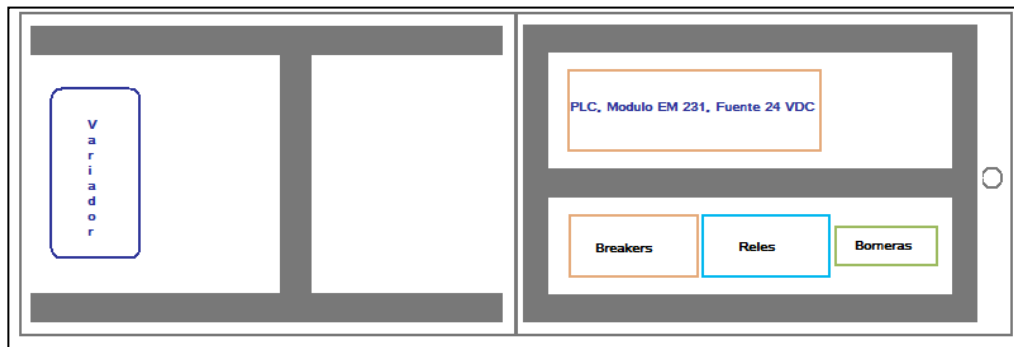 Variador
PLC, Modulo EM 231, Fuente 24 VDC
Breakers
Reles
Borneras